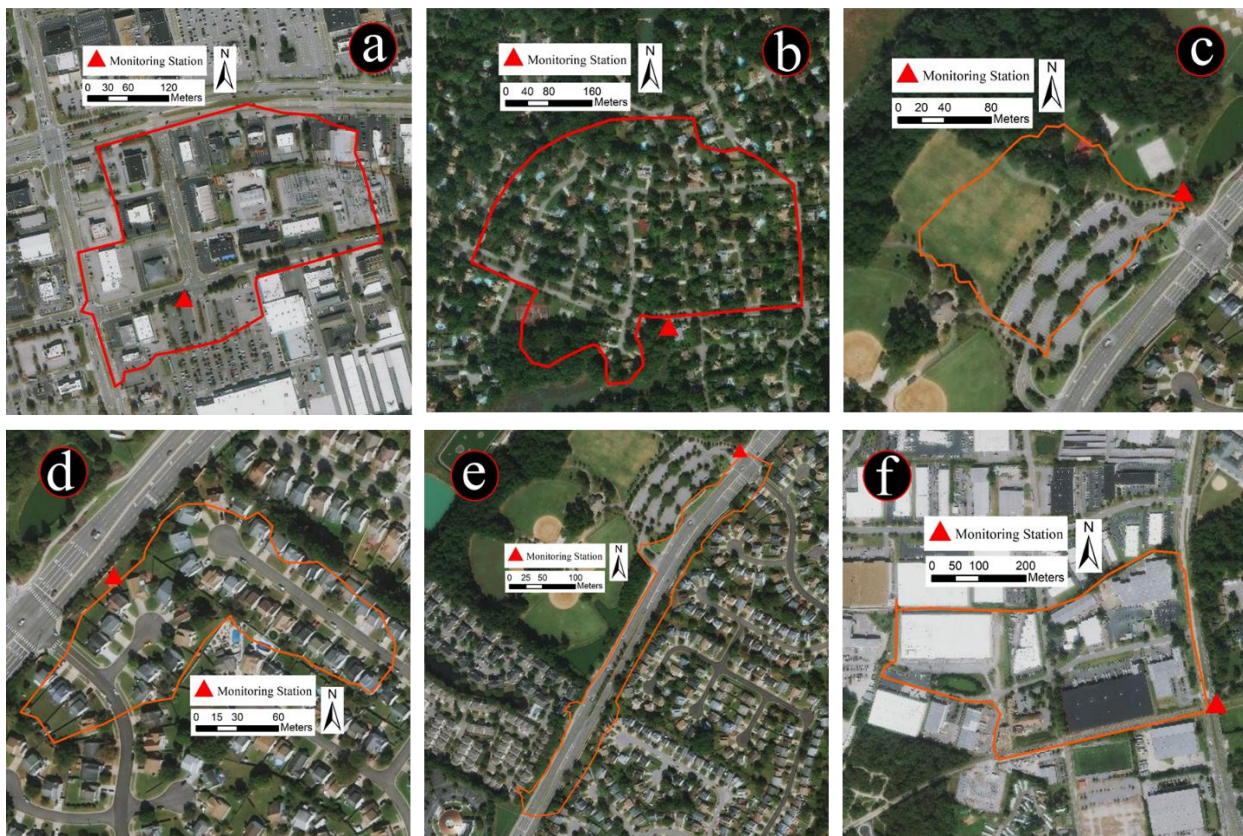 a
N
Monitoring Station
0 30 60 120
Meters
b
N
Monitoring Station
0 40 80 160
Meters
c
N
Monitoring Station
0 20 40 80
Meters
d
Monitoring Station
N
0 15 30 60
Meters
e
Monitoring Station
N
0 25 50 100
Meters
f
Monitoring Station
N
0 50 100 200
Meters